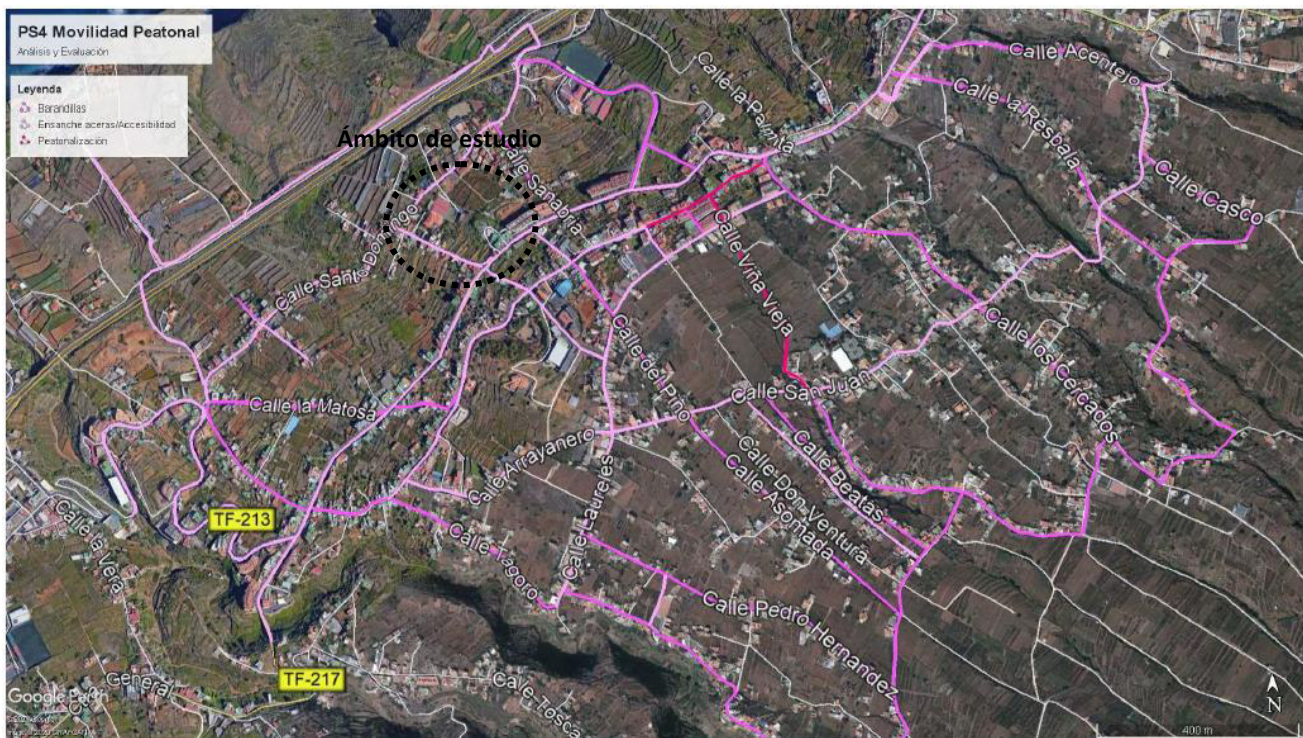 PS4 Movilidad Peatonal
Análisis y Evaluación
Leyenda
Barandillas
Ensanche aceras/Accesibilidad
Peatonalización
Ámbito de estudio
Calle la Palmita
Calle Acentejo
Calle la Resbala
Calle Casco
Calle Sanabria
Calle Santo Domingo
Calle Viña Vieja
Calle los Cercados
Calle del Pino
Calle San Juan
Calle la Matosa
Calle Arrayanero
Calle Laureles
Calle Don Ventura
Calle Beatas
Calle Asomada
TF-213
Calle la Vera
Calle Tagoro
Calle Pedro Hernandez
TF-217
General
Calle Tosca
Google Earth
400 m
N